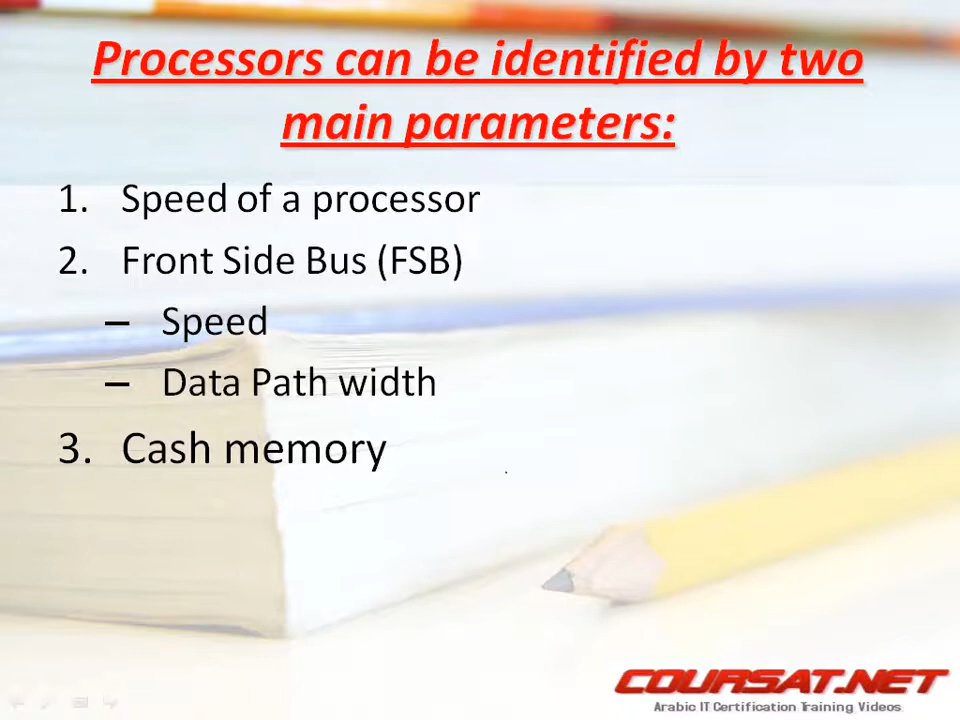 Processors can be identified by two
main parameters:
1. Speed of a processor
2. Front Side Bus (FSB)
– Speed
– Data Path width
3. Cash memory
COURSAT.NET
Arabic IT Certification Training Videos